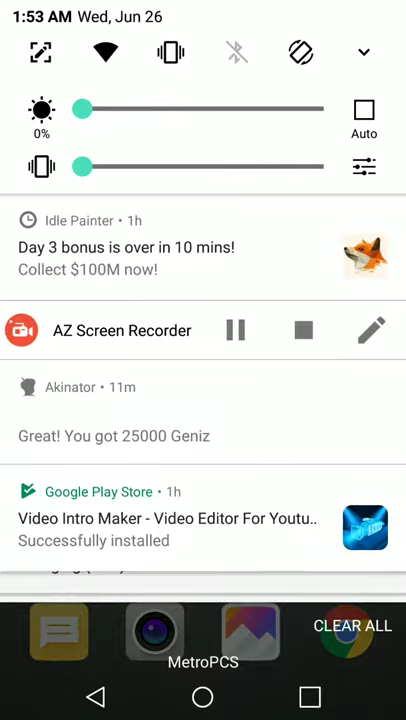 1:53 AM Wed, Jun 26
0%
Auto
Idle Painter • 1h
Day 3 bonus is over in 10 mins!
Collect $100M now!
AZ Screen Recorder
Akinator • 11m
Great! You got 25000 Geniz
Google Play Store • 1h
Video Intro Maker - Video Editor For Youtu..
Successfully installed
CLEAR ALL
MetroPCS